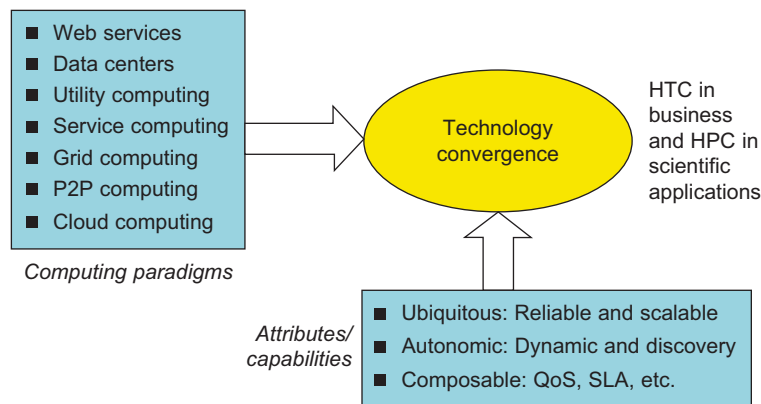 Web services
Data centers
Utility computing
Service computing
Grid computing
P2P computing
Cloud computing
Computing paradigms
Technology
convergence
HTC in
business
and HPC in
scientific
applications
Attributes/
capabilities
Ubiquitous: Reliable and scalable
Autonomic: Dynamic and discovery
Composable: QoS, SLA, etc.